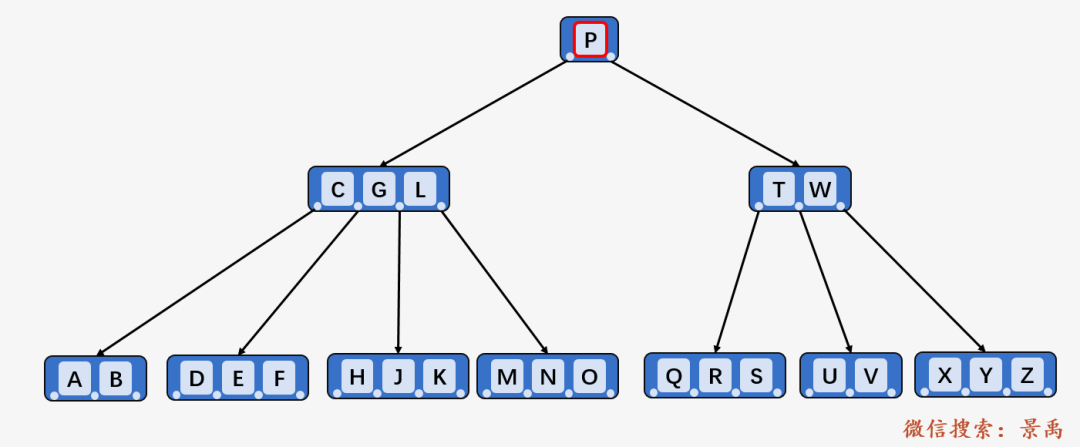 P
C G L
T W
A B
D E F
H J K
M N O
Q R S
U V
X Y Z
微信搜索：景禹